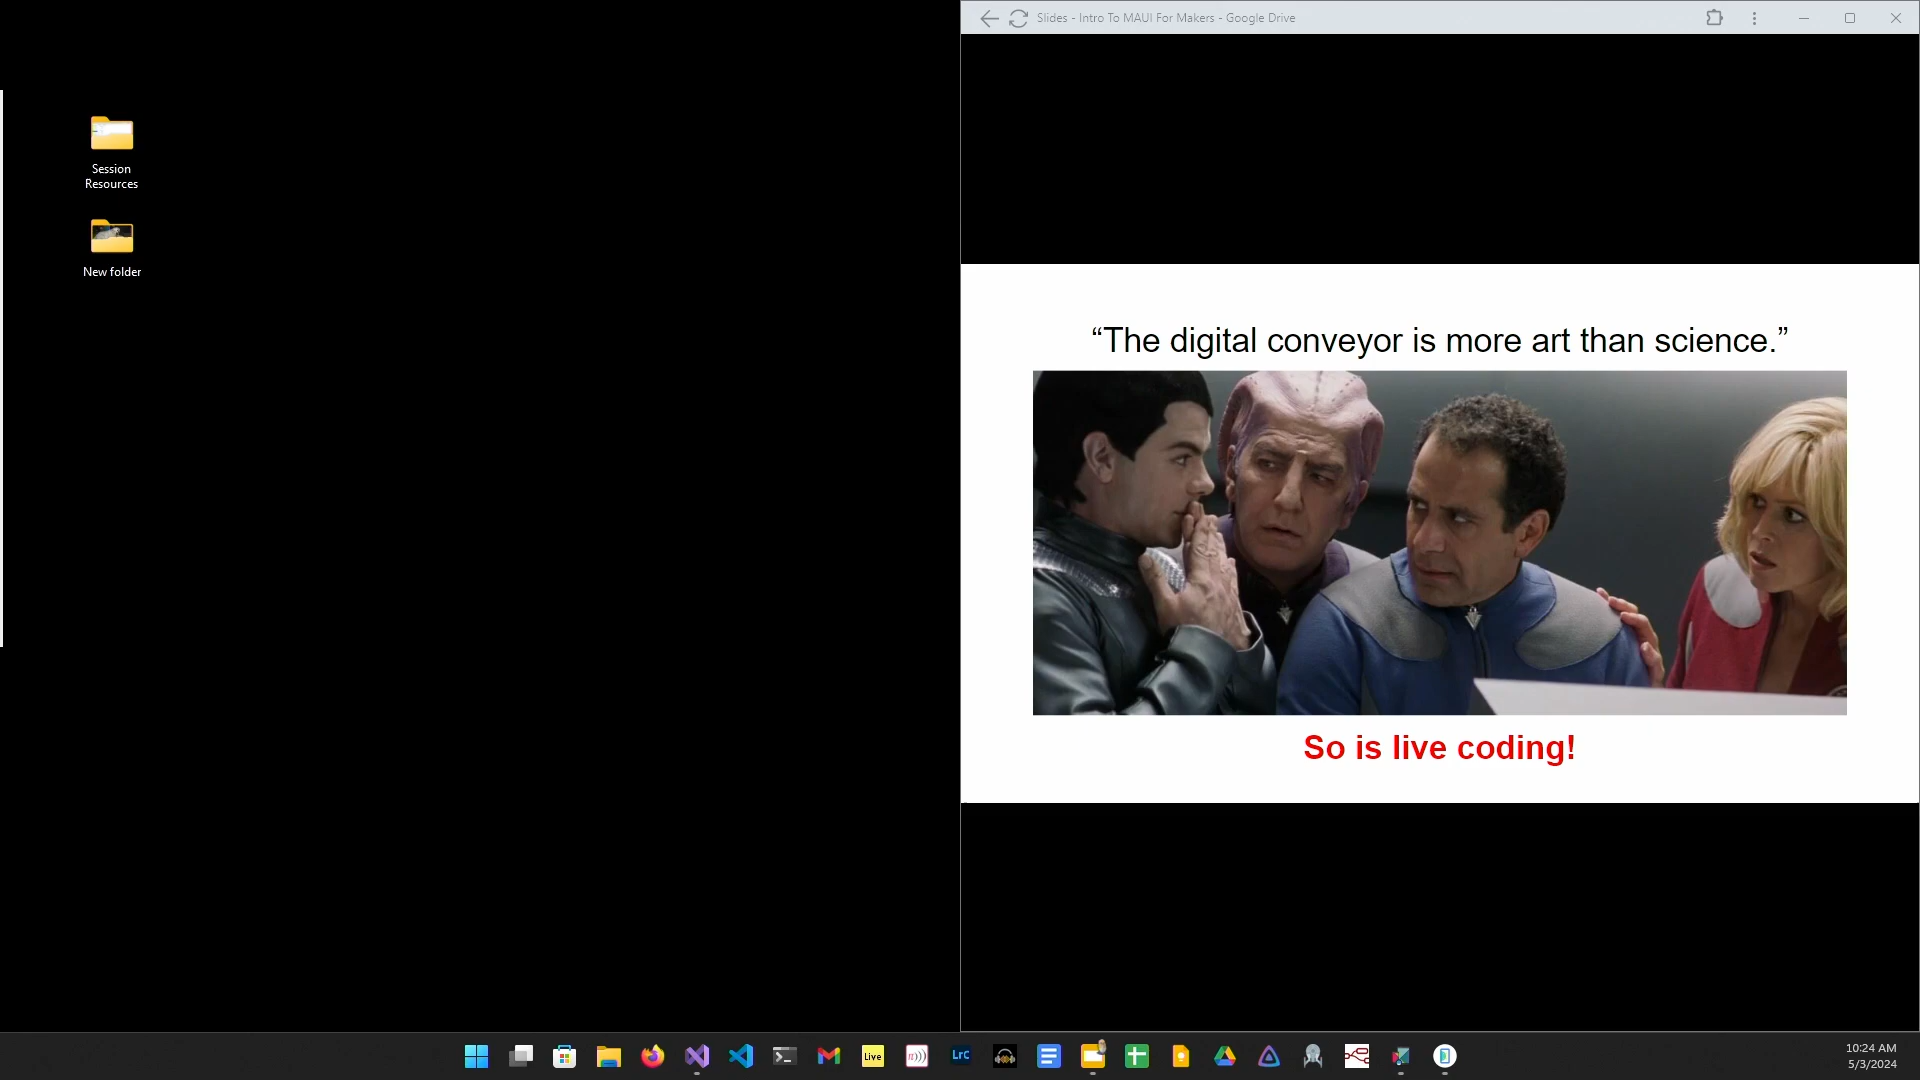 Slides - Intro To MAUI For Makers - Google Drive
Session
Resources
New folder
“The digital conveyor is more art than science.”
So is live coding!
Live
n)))
LrC
10:24 AM
5/3/2024